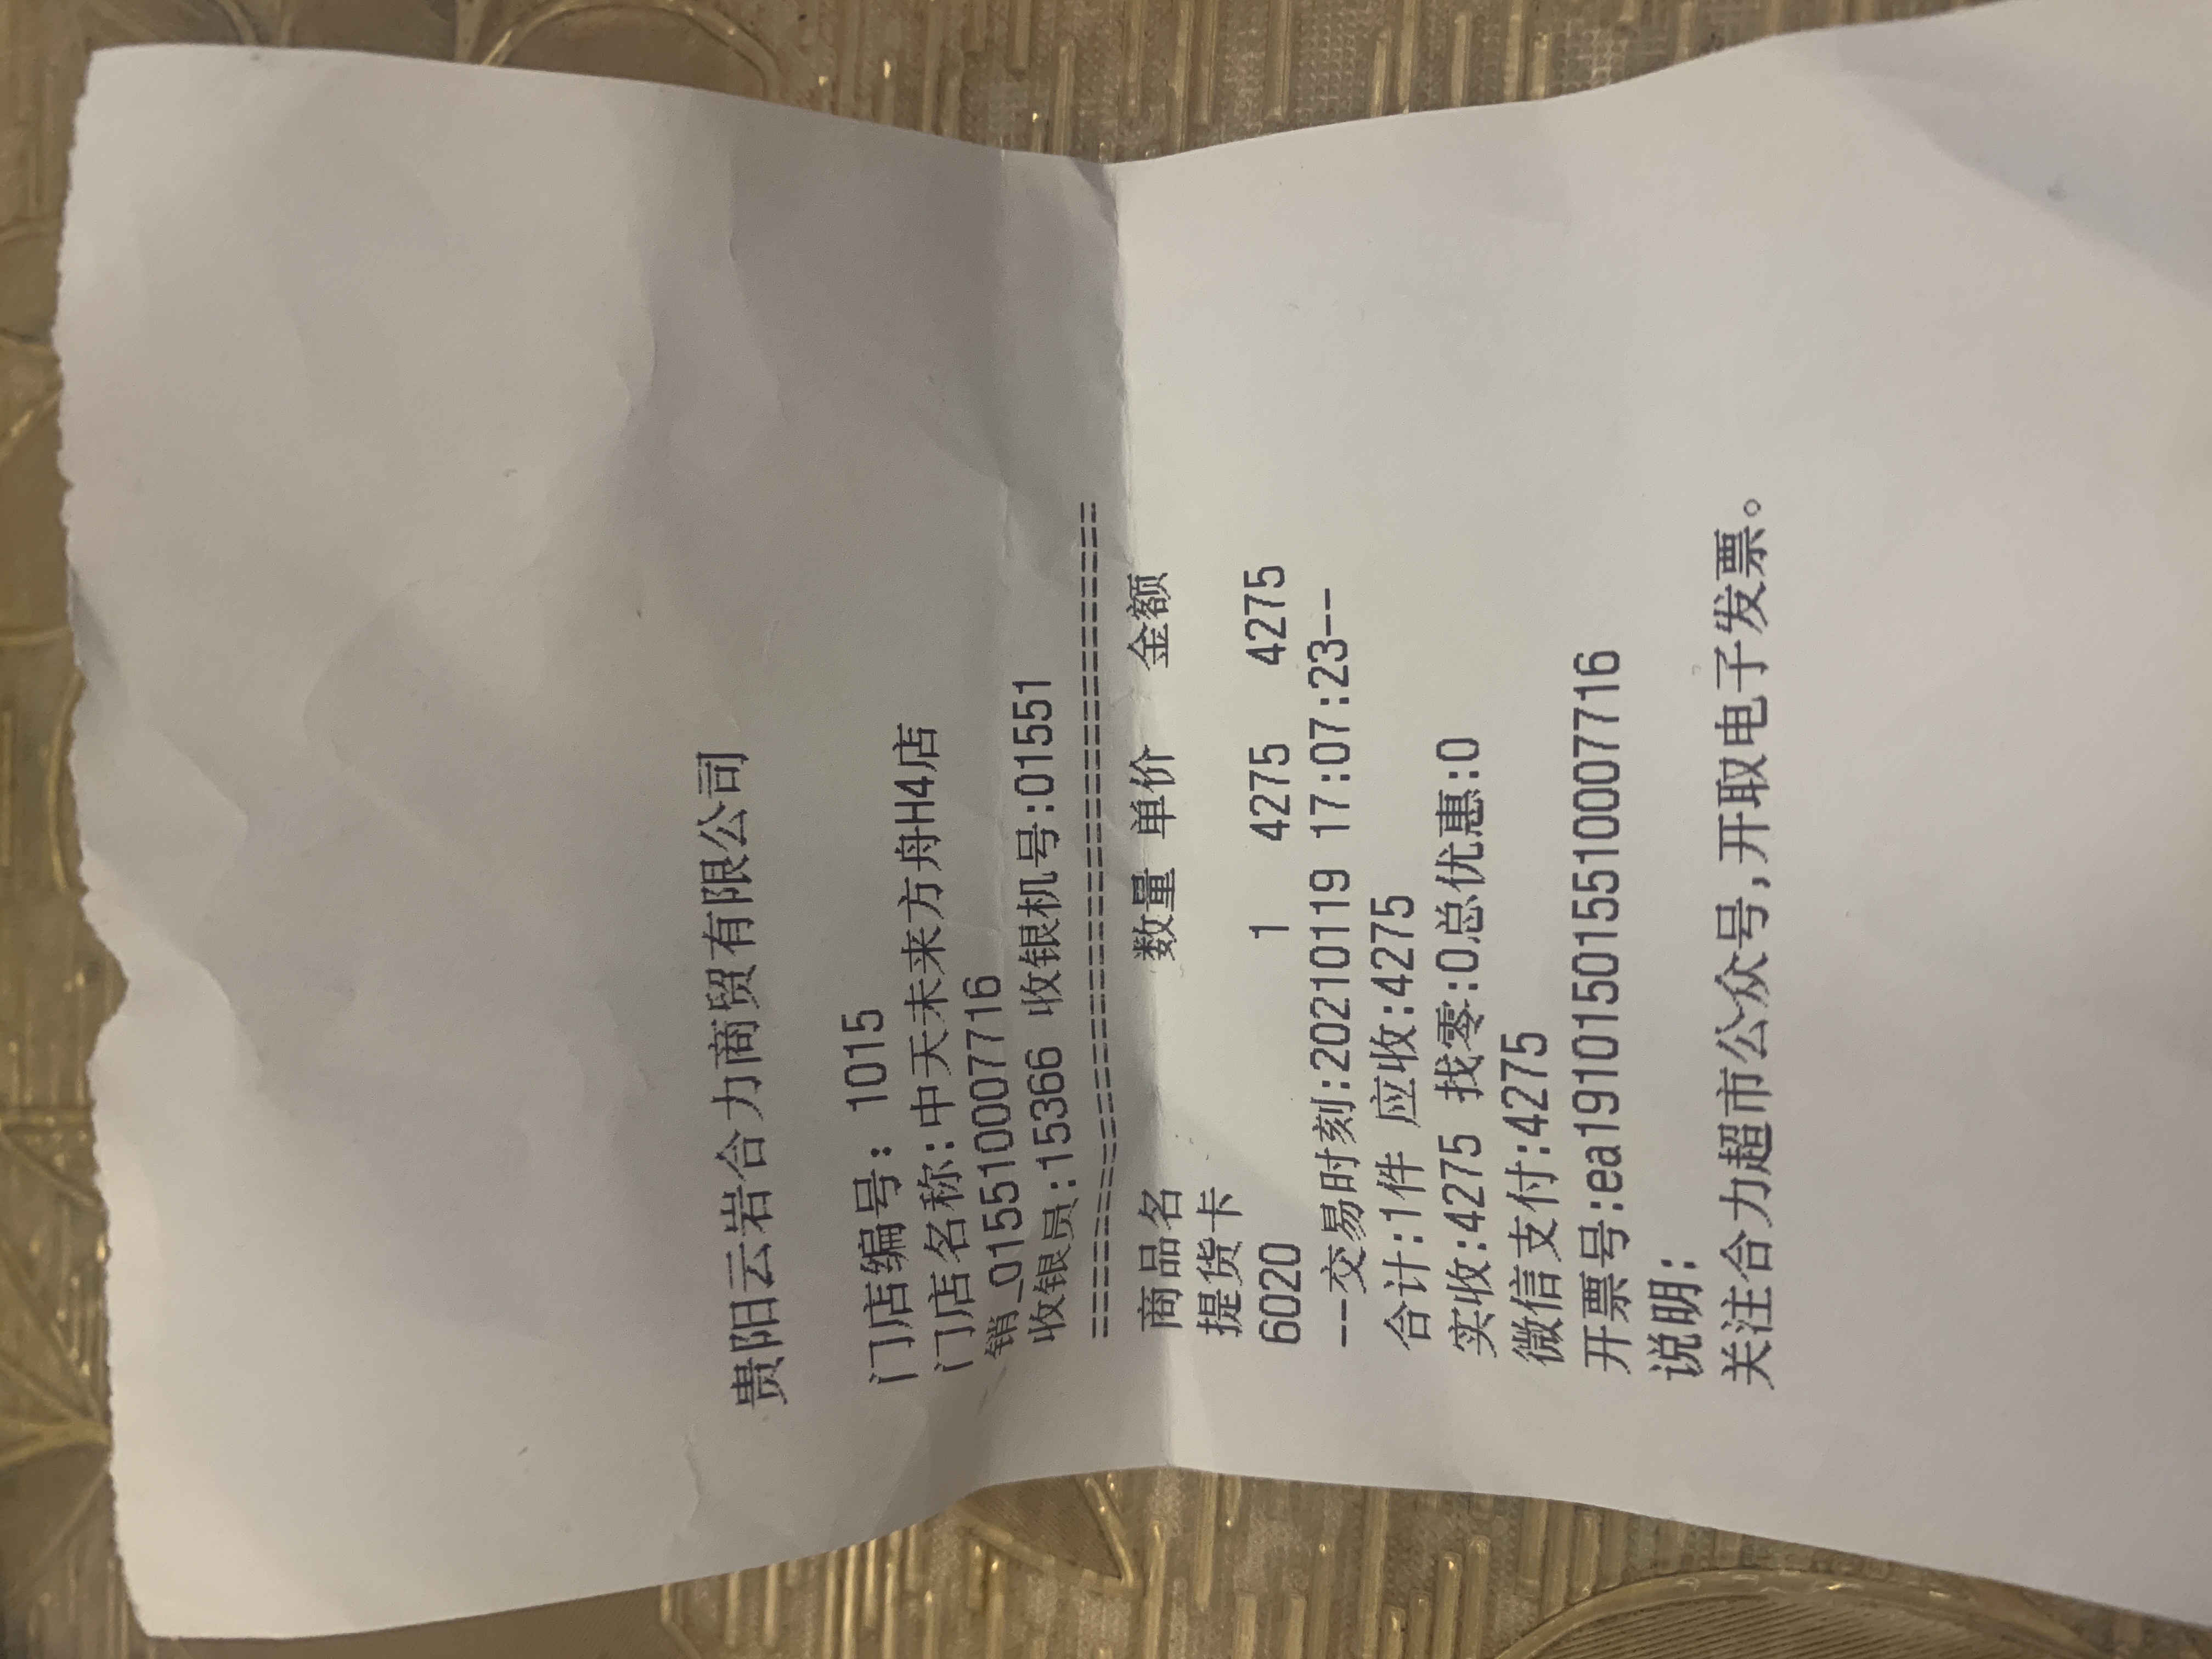 贵阳云岩合力商贸有限公司
门店编号: 1015
门店名称:中天未来方舟H4店
销_015510007716
收银员:15366 收银机号:01551
================================
商品名 数量 单价 金额
提货卡
6020 1 4275 4275
--交易时刻:20210119 17:07:23--
合计:1件 应收:4275
实收:4275 找零:0总优惠:0
微信支付:4275
开票号:ea191015015510007716
说明:
关注合力超市公众号,开取电子发票。